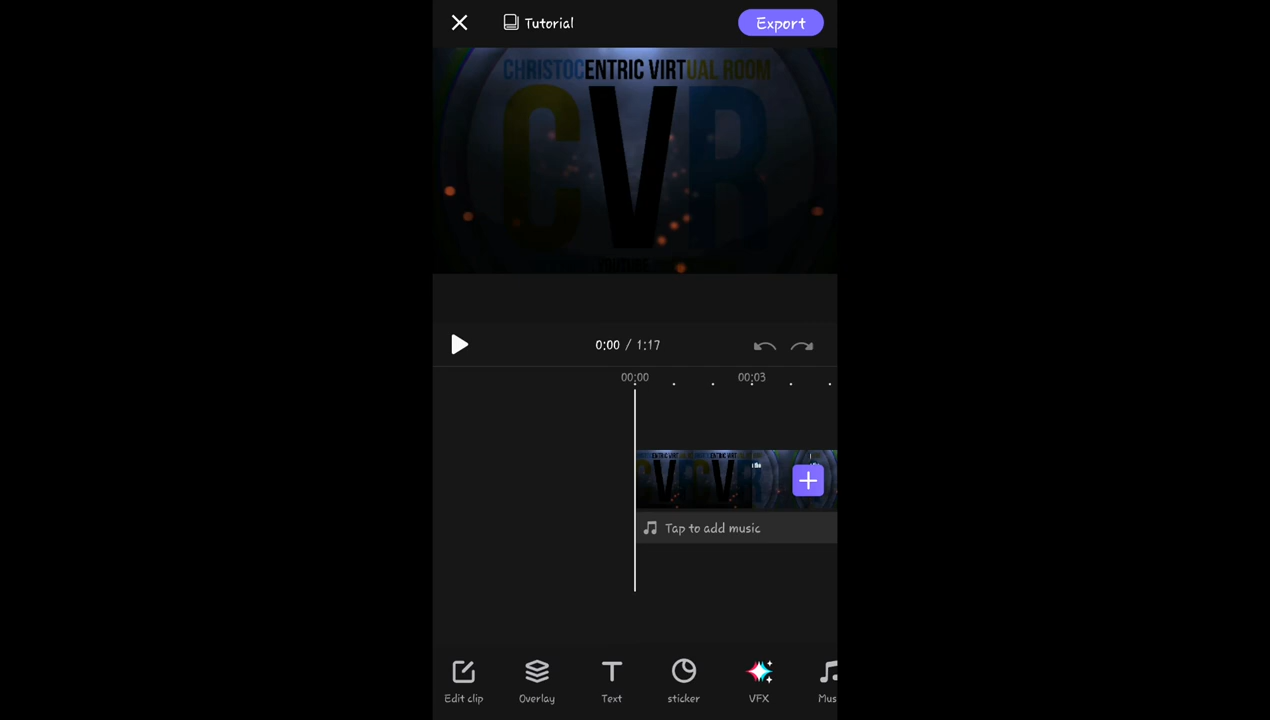 Tutorial
Export
CHRISTOCENTRIC VIRTUAL ROOM
CVR
0:00 / 1:17
00:00
00:03
Tap to add music
Edit clip
Overlay
Text
sticker
VFX
Mus